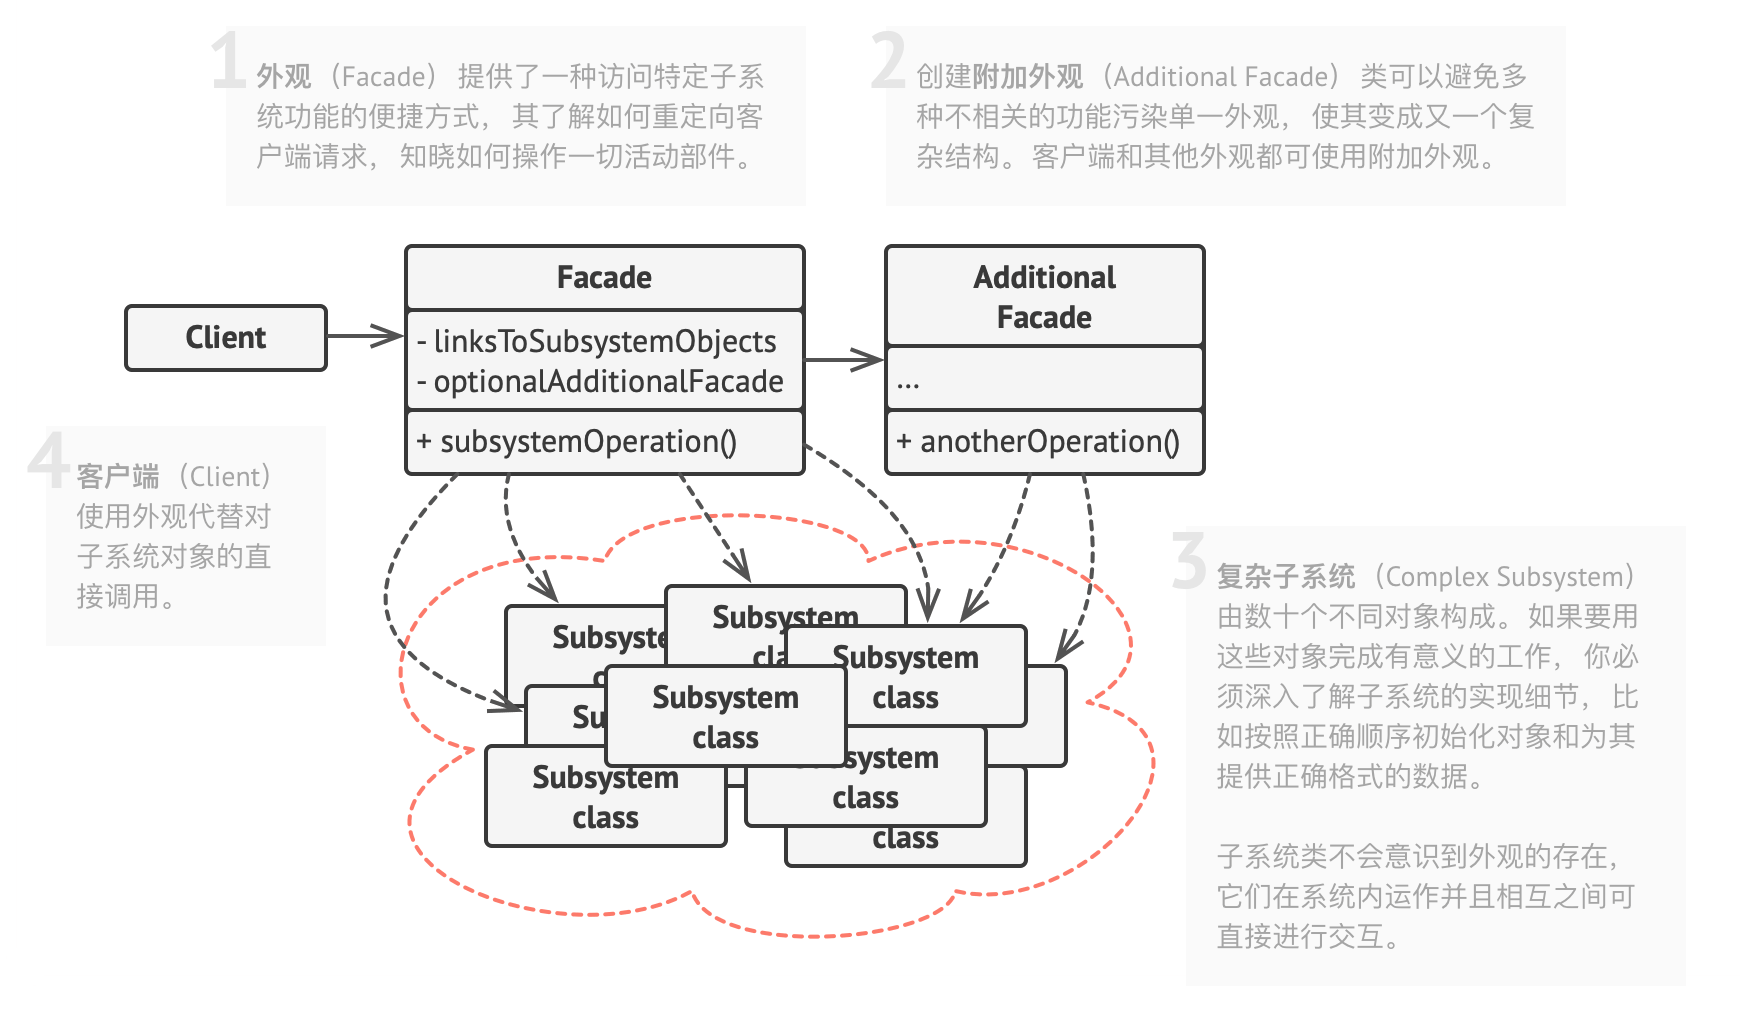 1
外观 （Facade） 提供了一种访问特定子系
统功能的便捷方式， 其了解如何重定向客
户端请求， 知晓如何操作一切活动部件。
2
创建附加外观 （Additional Facade） 类可以避免多
种不相关的功能污染单一外观， 使其变成又一个复
杂结构。 客户端和其他外观都可使用附加外观。
Client
Facade
- linksToSubsystemObjects
- optionalAdditionalFacade
+ subsystemOperation()
Additional
Facade
...
+ anotherOperation()
4
客户端 （Client）
使用外观代替对
子系统对象的直
接调用。
3
复杂子系统 （Complex Subsystem）
由数十个不同对象构成。 如果要用
这些对象完成有意义的工作， 你必
须深入了解子系统的实现细节， 比
如按照正确顺序初始化对象和为其
提供正确格式的数据。
子系统类不会意识到外观的存在，
它们在系统内运作并且相互之间可
直接进行交互。
Subsystem
Subsystem
class
Subsystem
class
Subsystem
class
class
class